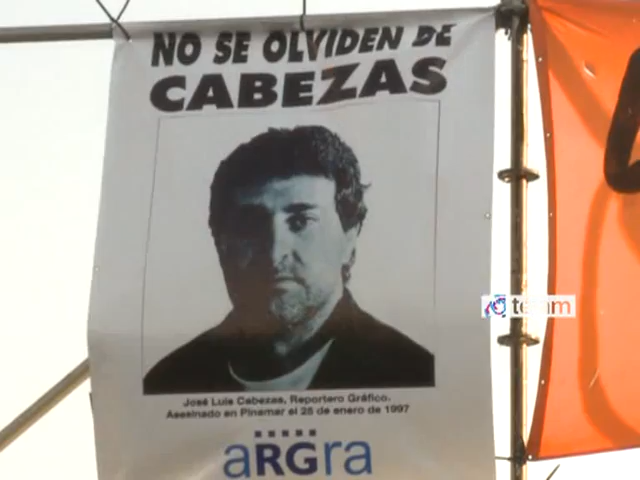 NO SE OLVIDEN DE
CABEZAS
José Luis Cabezas, Reportero Gráfico.
Asesinado en Pinamar el 25 de enero de 1997
aRGra